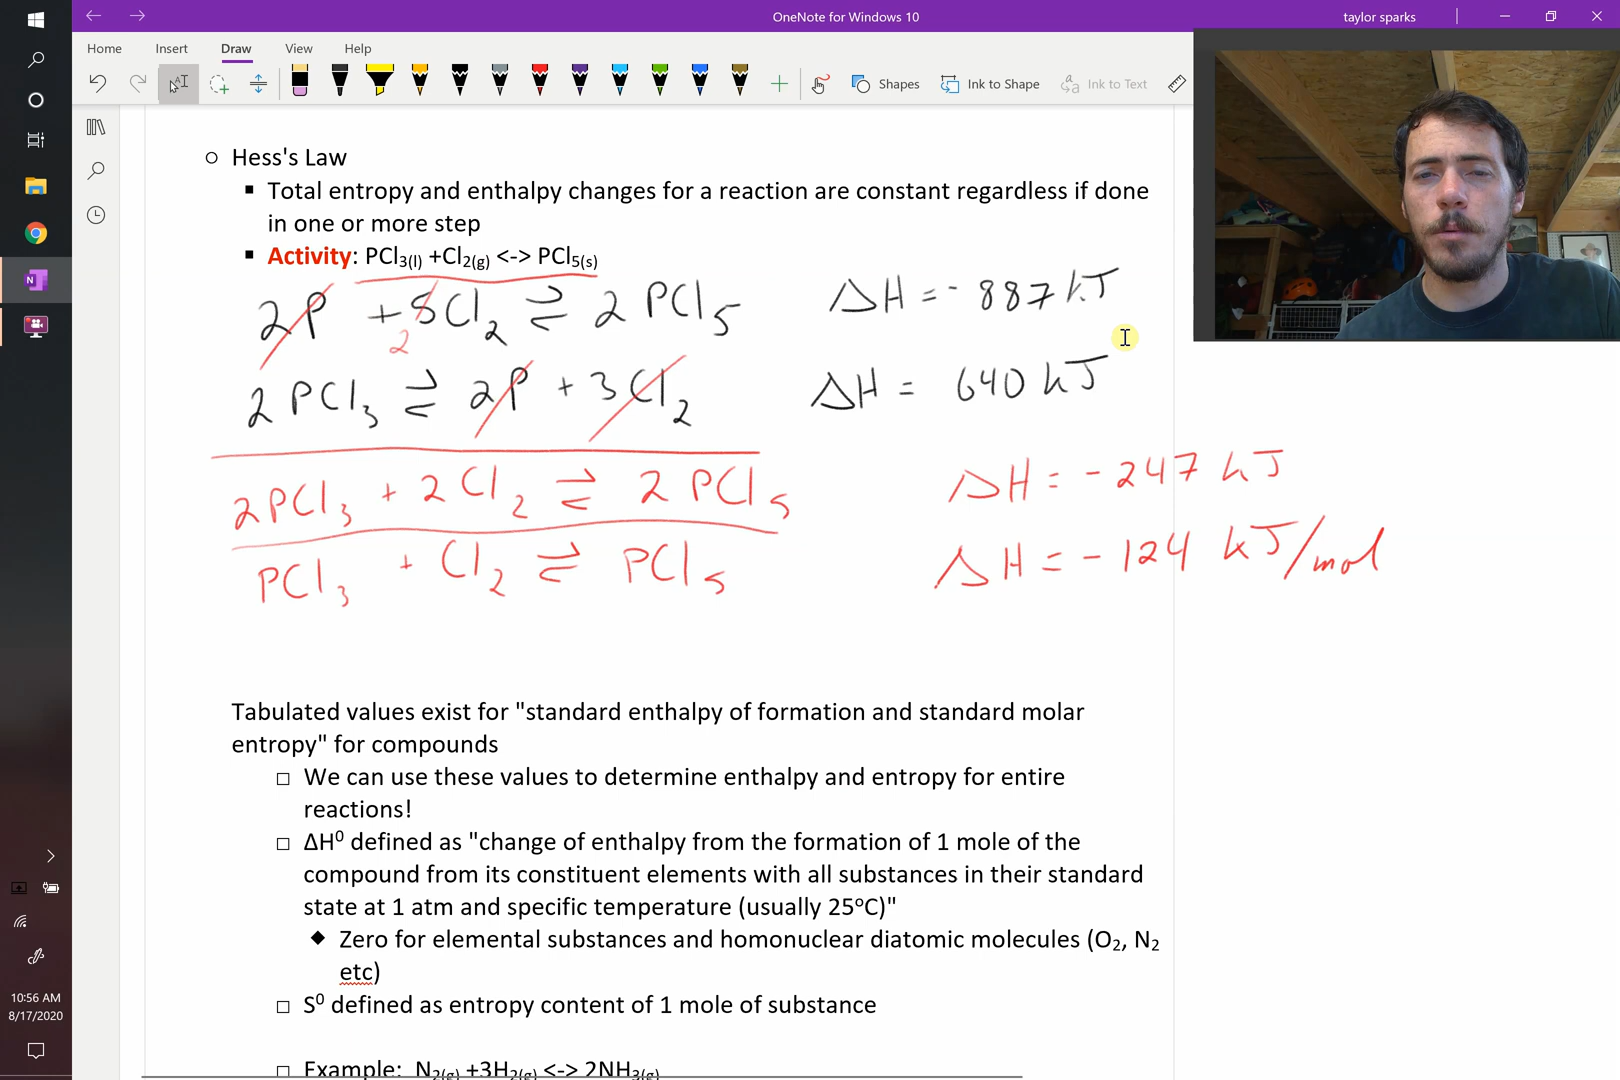 OneNote for Windows 10
taylor sparks
Home Insert Draw View Help
Shapes Ink to Shape Ink to Text
○ Hess's Law
▪ Total entropy and enthalpy changes for a reaction are constant regardless if done
in one or more step
▪ Activity: PCl₃₍l₎ +Cl₂₍g₎ <-> PCl₅₍s₎
2P + 5Cl₂ ⇌ 2 PCl₅ ΔH = - 887 kJ
2
2 PCl₃ ⇌ 2P + 3Cl₂ ΔH = 640 kJ
2PCl₃ + 2Cl₂ ⇌ 2 PCl₅ ΔH = - 247 kJ
PCl₃ + Cl₂ ⇌ PCl₅ ΔH = - 124 kJ/mol
Tabulated values exist for "standard enthalpy of formation and standard molar
entropy" for compounds
□ We can use these values to determine enthalpy and entropy for entire
reactions!
□ ΔH⁰ defined as "change of enthalpy from the formation of 1 mole of the
compound from its constituent elements with all substances in their standard
state at 1 atm and specific temperature (usually 25°C)"
◆ Zero for elemental substances and homonuclear diatomic molecules (O₂, N₂
etc)
□ S⁰ defined as entropy content of 1 mole of substance
□ Example: N₂₍g₎ +3H₂₍g₎ <-> 2NH₃₍g₎
10:56 AM
8/17/2020